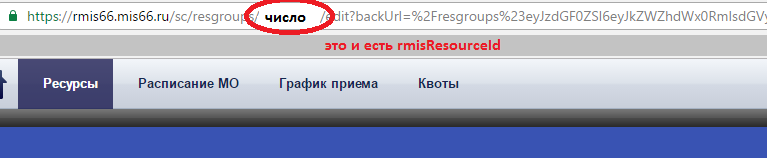 https://rmis66.mis66.ru/sc/resgroups/ число /edit?backUrl=%2Fresgroups%23eyJzdGF0ZSI6eyJkZWZhdWx0RmlsdGVy
это и есть rmisResourceId
Ресурсы Расписание МО График приема Квоты